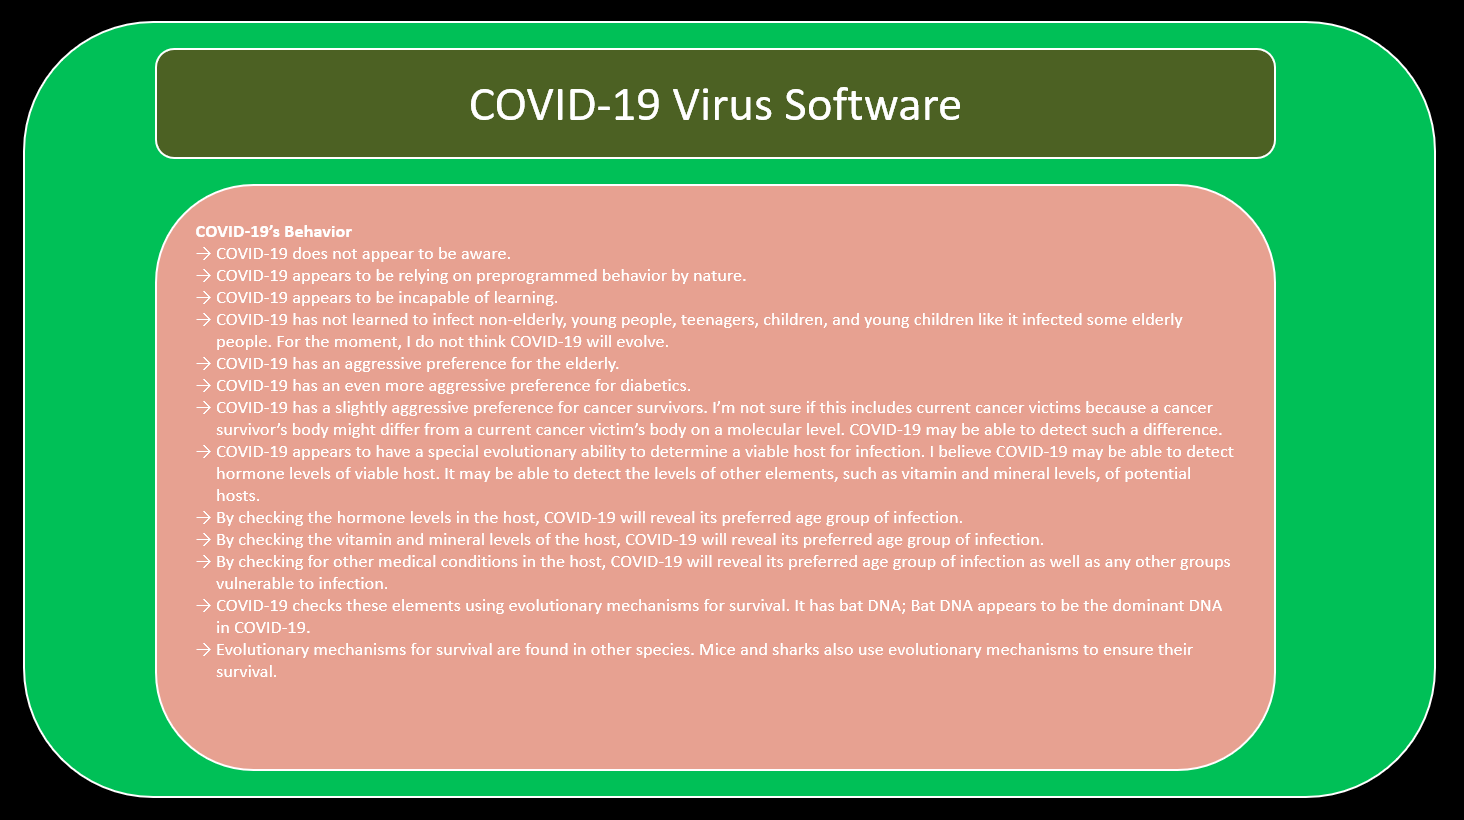 COVID-19 Virus Software
COVID-19’s Behavior
→ COVID-19 does not appear to be aware.
→ COVID-19 appears to be relying on preprogrammed behavior by nature.
→ COVID-19 appears to be incapable of learning.
→ COVID-19 has not learned to infect non-elderly, young people, teenagers, children, and young children like it infected some elderly
people. For the moment, I do not think COVID-19 will evolve.
→ COVID-19 has an aggressive preference for the elderly.
→ COVID-19 has an even more aggressive preference for diabetics.
→ COVID-19 has a slightly aggressive preference for cancer survivors. I’m not sure if this includes current cancer victims because a cancer
survivor’s body might differ from a current cancer victim’s body on a molecular level. COVID-19 may be able to detect such a difference.
→ COVID-19 appears to have a special evolutionary ability to determine a viable host for infection. I believe COVID-19 may be able to detect
hormone levels of viable host. It may be able to detect the levels of other elements, such as vitamin and mineral levels, of potential
hosts.
→ By checking the hormone levels in the host, COVID-19 will reveal its preferred age group of infection.
→ By checking the vitamin and mineral levels of the host, COVID-19 will reveal its preferred age group of infection.
→ By checking for other medical conditions in the host, COVID-19 will reveal its preferred age group of infection as well as any other groups
vulnerable to infection.
→ COVID-19 checks these elements using evolutionary mechanisms for survival. It has bat DNA; Bat DNA appears to be the dominant DNA
in COVID-19.
→ Evolutionary mechanisms for survival are found in other species. Mice and sharks also use evolutionary mechanisms to ensure their
survival.